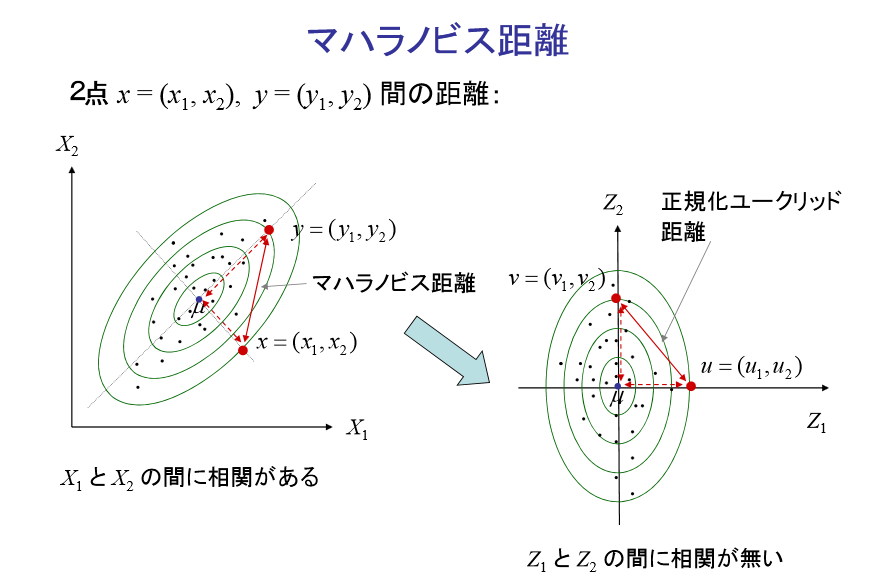 マハラノビス距離
2点 x = (x₁, x₂), y = (y₁, y₂) 間の距離：
X₂
y = (y₁, y₂)
マハラノビス距離
μ
x = (x₁, x₂)
X₁
X₁ と X₂ の間に相関がある
Z₂
正規化ユークリッド
距離
v = (v₁, v₂)
u = (u₁, u₂)
μ
Z₁
Z₁ と Z₂ の間に相関が無い